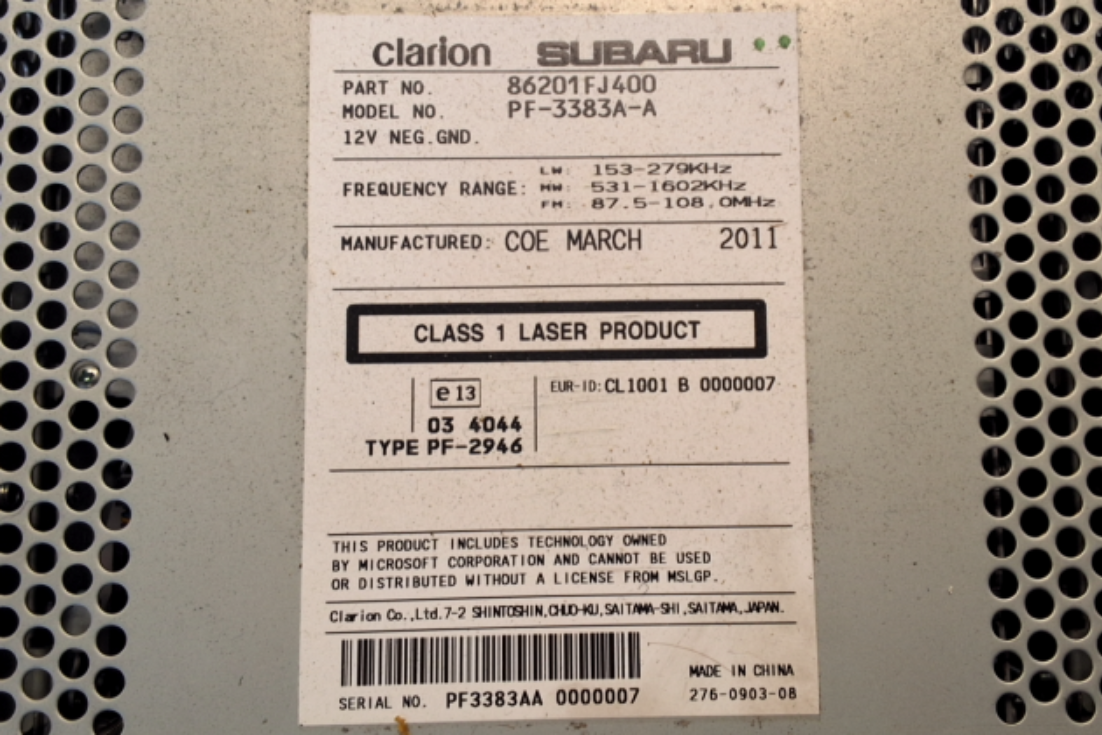 clarion SUBARU
PART NO. 86201FJ400
MODEL NO. PF-3383A-A
12V NEG.GND.
FREQUENCY RANGE: LW: 153-279KHz
MW: 531-1602KHz
FM: 87.5-108.0MHz
MANUFACTURED: COE MARCH 2011
CLASS 1 LASER PRODUCT
e 13
EUR-ID:CL1001 B 0000007
03 4044
TYPE PF-2946
THIS PRODUCT INCLUDES TECHNOLOGY OWNED
BY MICROSOFT CORPORATION AND CANNOT BE USED
OR DISTRIBUTED WITHOUT A LICENSE FROM MSLGP.
Clarion Co.,Ltd.7-2 SHINTOSHIN,CHUO-KU,SAITAMA-SHI,SAITAMA,JAPAN.
MADE IN CHINA
SERIAL NO. PF3383AA 0000007
276-0903-08